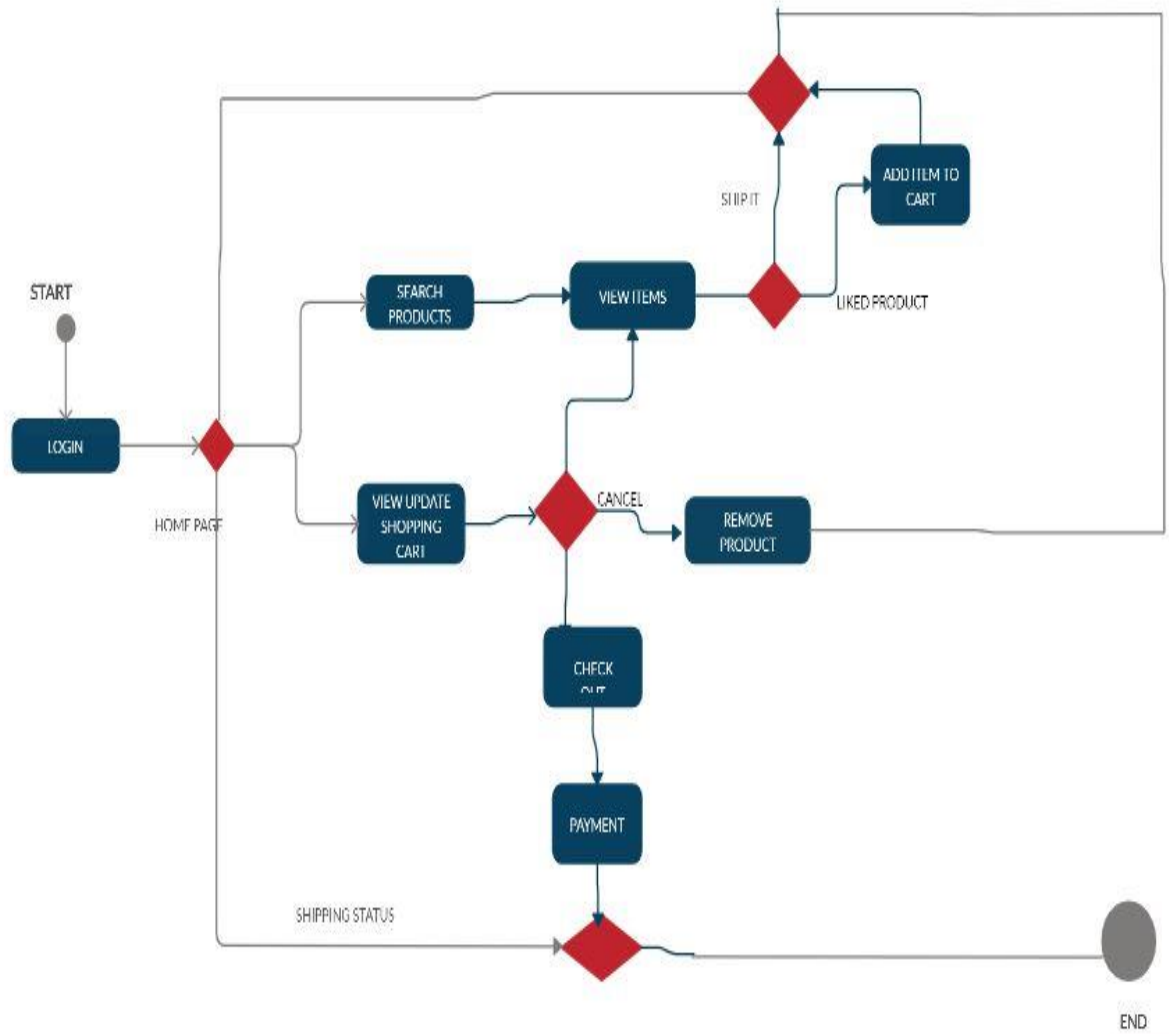 ADD ITEM TO
CART
SHIP IT
START
SEARCH
PRODUCTS
VIEW ITEMS
LIKED PRODUCT
LOGIN
HOME PAGE
VIEW UPDATE
SHOPPING
CART
CANCEL
REMOVE
PRODUCT
CHECK
OUT
PAYMENT
SHIPPING STATUS
END